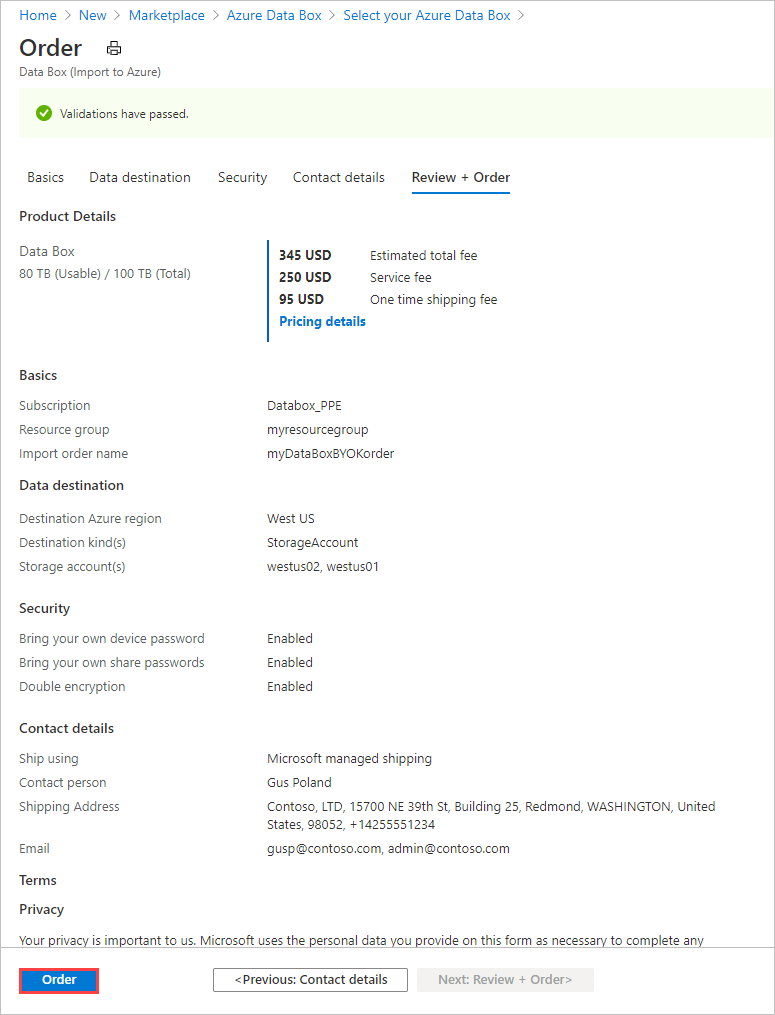 Home > New > Marketplace > Azure Data Box > Select your Azure Data Box >
Order
Data Box (Import to Azure)
Validations have passed.
Basics Data destination Security Contact details Review + Order
Product Details
Data Box
80 TB (Usable) / 100 TB (Total)
345 USD Estimated total fee
250 USD Service fee
95 USD One time shipping fee
Pricing details
Basics
Subscription Databox_PPE
Resource group myresourcegroup
Import order name myDataBoxBYOKorder
Data destination
Destination Azure region West US
Destination kind(s) StorageAccount
Storage account(s) westus02, westus01
Security
Bring your own device password Enabled
Bring your own share passwords Enabled
Double encryption Enabled
Contact details
Ship using Microsoft managed shipping
Contact person Gus Poland
Shipping Address Contoso, LTD, 15700 NE 39th St, Building 25, Redmond, WASHINGTON, United
States, 98052, +14255551234
Email gusp@contoso.com, admin@contoso.com
Terms
Privacy
Your privacy is important to us. Microsoft uses the personal data you provide on this form as necessary to complete any
Order <Previous: Contact details Next: Review + Order>